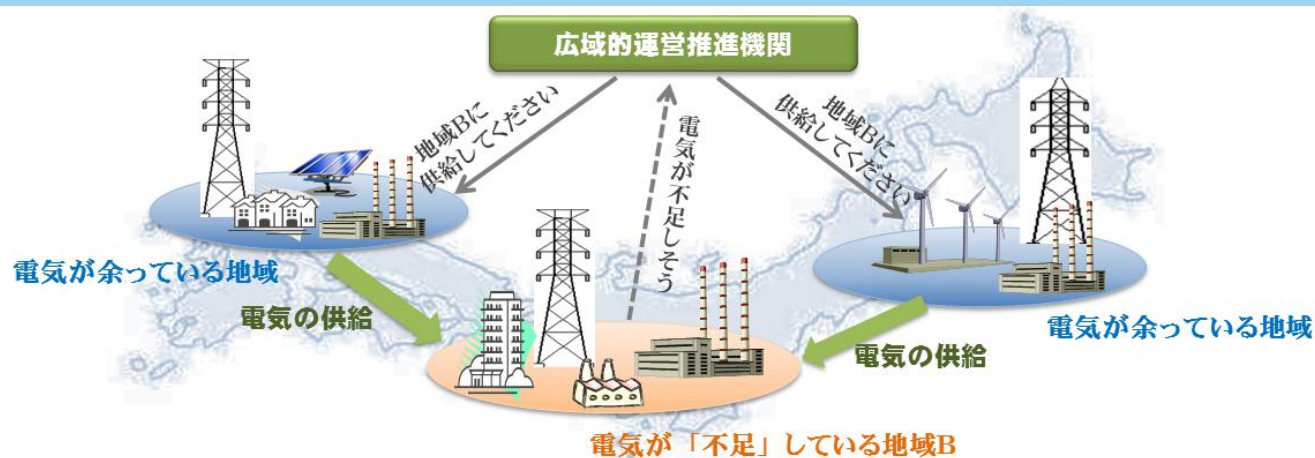 広域的運営推進機関
地域Bに
供給してください
電気が不足しそう
地域Bに
供給してください
電気が余っている地域
電気の供給
電気が余っている地域
電気の供給
電気が「不足」している地域B